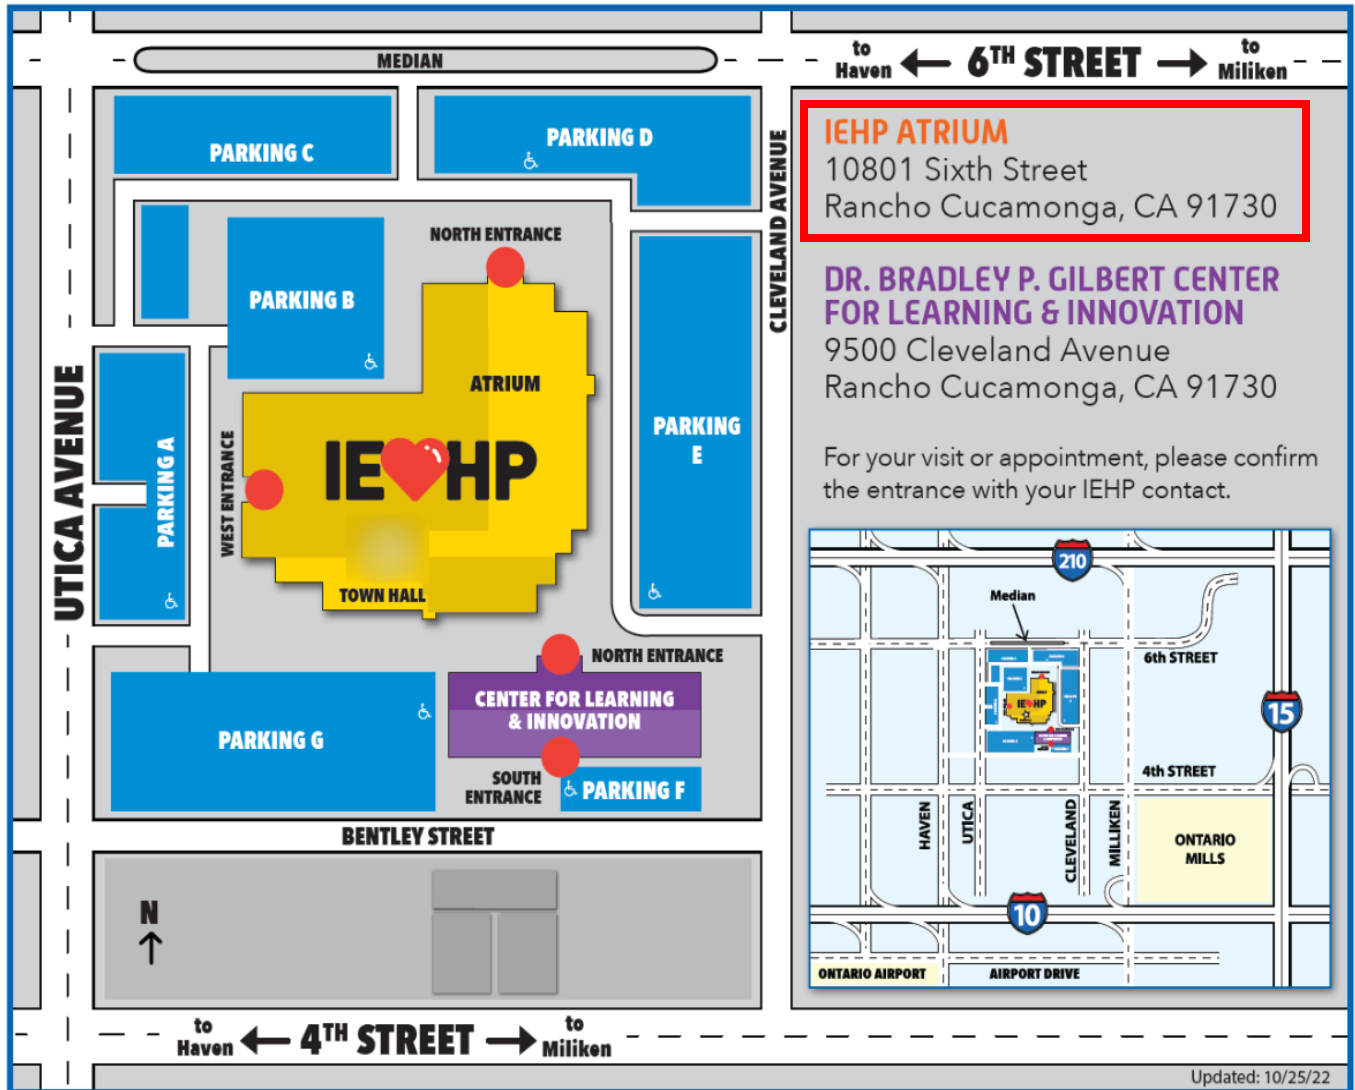 MEDIAN
to
Haven
6TH STREET
to
Miliken
PARKING C
PARKING D
CLEVELAND AVENUE
IEHP ATRIUM
10801 Sixth Street
Rancho Cucamonga, CA 91730
NORTH ENTRANCE
PARKING B
DR. BRADLEY P. GILBERT CENTER
FOR LEARNING & INNOVATION
9500 Cleveland Avenue
Rancho Cucamonga, CA 91730
ATRIUM
UTICA AVENUE
PARKING A
WEST ENTRANCE
IE HP
PARKING
E
For your visit or appointment, please confirm
the entrance with your IEHP contact.
TOWN HALL
NORTH ENTRANCE
CENTER FOR LEARNING
& INNOVATION
PARKING G
SOUTH
ENTRANCE
PARKING F
BENTLEY STREET
N
to
Haven
4TH STREET
to
Miliken
210
Median
6th STREET
IE HP
15
4th STREET
HAVEN
UTICA
CLEVELAND
MILLIKEN
ONTARIO
MILLS
10
ONTARIO AIRPORT
AIRPORT DRIVE
Updated: 10/25/22